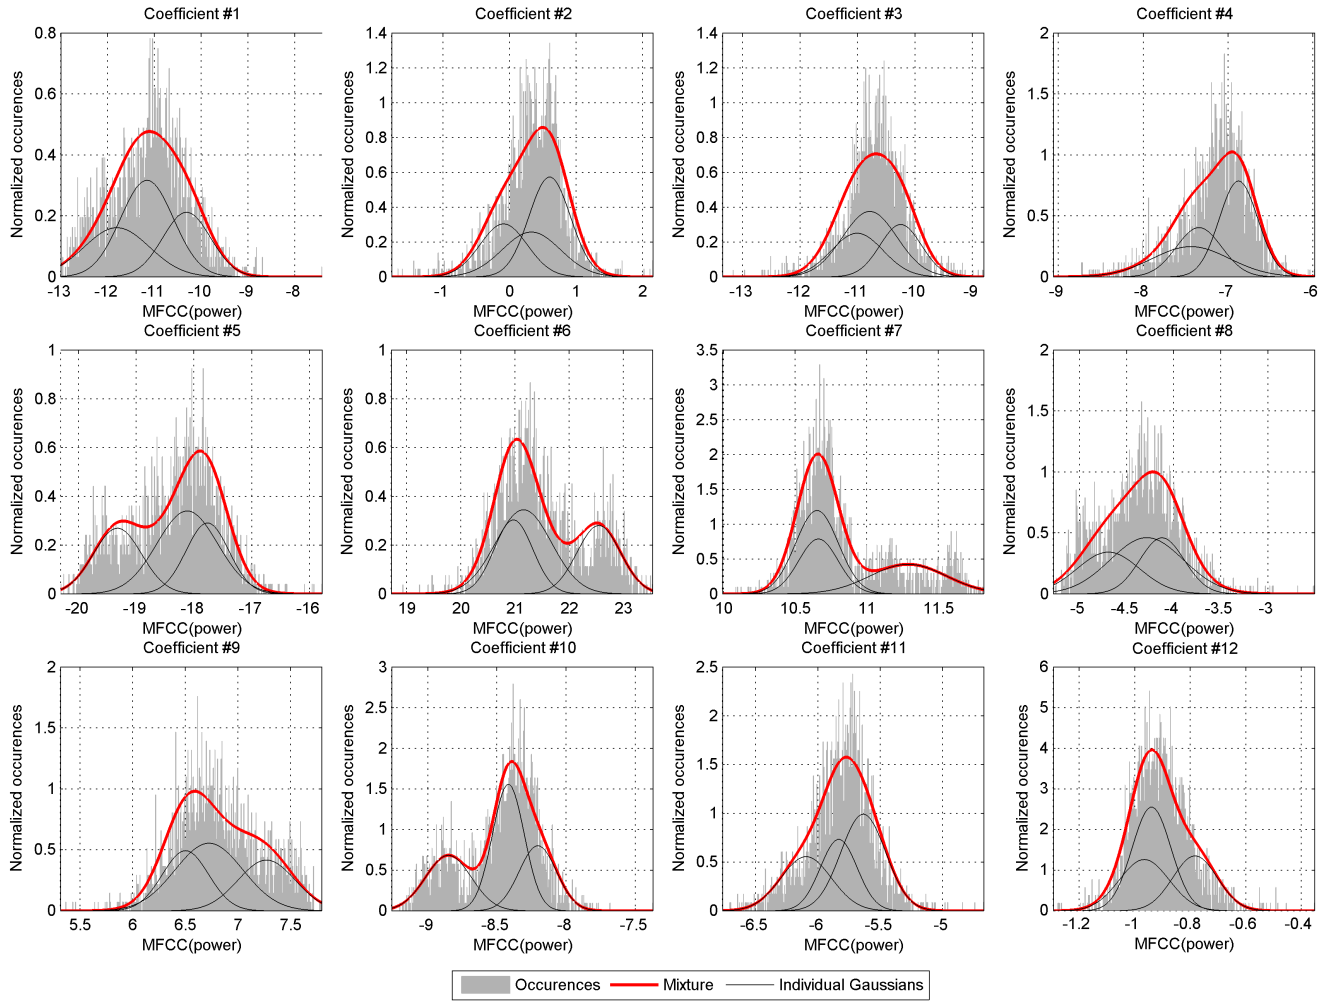 Coefficient #1
Coefficient #2
Coefficient #3
Coefficient #4
Normalized occurences
0.8
0.6
0.4
0.2
0
-13 -12 -11 -10 -9 -8
MFCC(power)
Normalized occurences
1.4
1.2
1
0.8
0.6
0.4
0.2
0
-1 0 1 2
MFCC(power)
Normalized occurences
1.4
1.2
1
0.8
0.6
0.4
0.2
0
-13 -12 -11 -10 -9
MFCC(power)
Normalized occurences
2
1.5
1
0.5
0
-9 -8 -7 -6
MFCC(power)
Coefficient #5
Coefficient #6
Coefficient #7
Coefficient #8
Normalized occurences
1
0.8
0.6
0.4
0.2
0
-20 -19 -18 -17 -16
MFCC(power)
Normalized occurences
1
0.8
0.6
0.4
0.2
0
19 20 21 22 23
MFCC(power)
Normalized occurences
3.5
3
2.5
2
1.5
1
0.5
0
10 10.5 11 11.5
MFCC(power)
Normalized occurences
2
1.5
1
0.5
0
-5 -4.5 -4 -3.5 -3
MFCC(power)
Coefficient #9
Coefficient #10
Coefficient #11
Coefficient #12
Normalized occurences
2
1.5
1
0.5
0
5.5 6 6.5 7 7.5
MFCC(power)
Normalized occurences
3
2.5
2
1.5
1
0.5
0
-9 -8.5 -8 -7.5
MFCC(power)
Normalized occurences
2.5
2
1.5
1
0.5
0
-6.5 -6 -5.5 -5
MFCC(power)
Normalized occurences
6
5
4
3
2
1
0
-1.2 -1 -0.8 -0.6 -0.4
MFCC(power)
Occurences Mixture Individual Gaussians